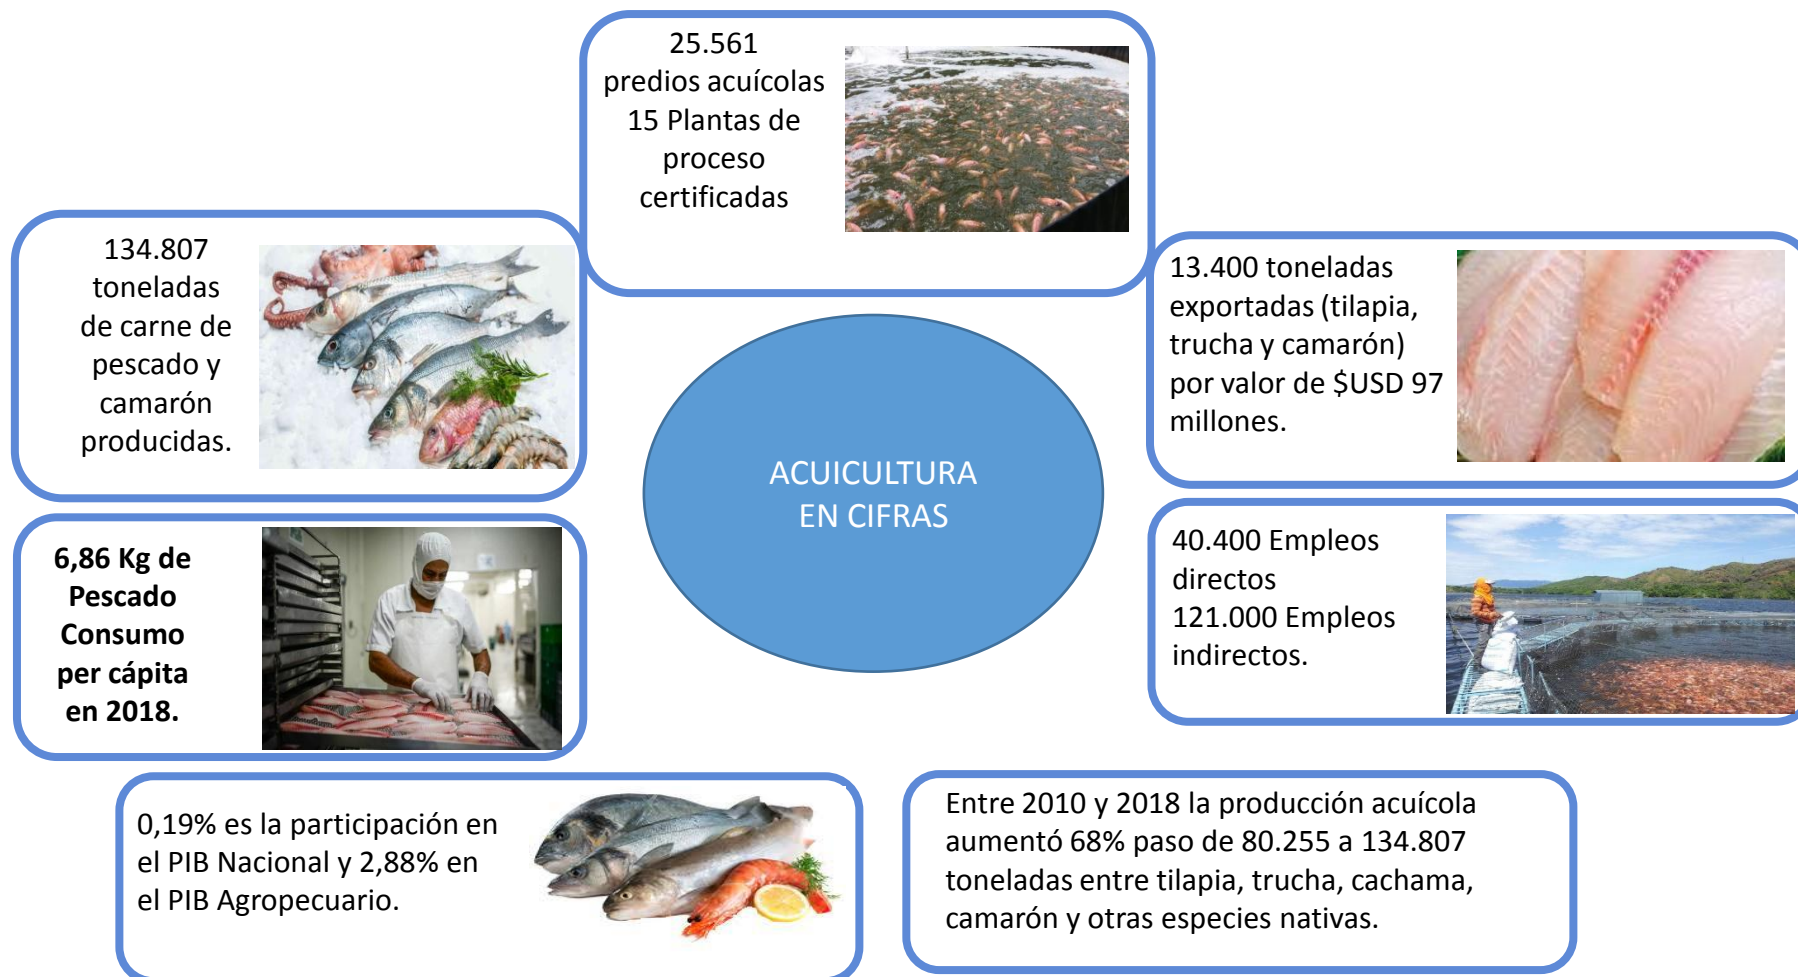 25.561
predios acuícolas
15 Plantas de
proceso
certificadas
134.807
toneladas
de carne de
pescado y
camarón
producidas.
13.400 toneladas
exportadas (tilapia,
trucha y camarón)
por valor de $USD 97
millones.
ACUICULTURA
EN CIFRAS
6,86 Kg de
Pescado
Consumo
per cápita
en 2018.
40.400 Empleos
directos
121.000 Empleos
indirectos.
0,19% es la participación en
el PIB Nacional y 2,88% en
el PIB Agropecuario.
Entre 2010 y 2018 la producción acuícola
aumentó 68% paso de 80.255 a 134.807
toneladas entre tilapia, trucha, cachama,
camarón y otras especies nativas.